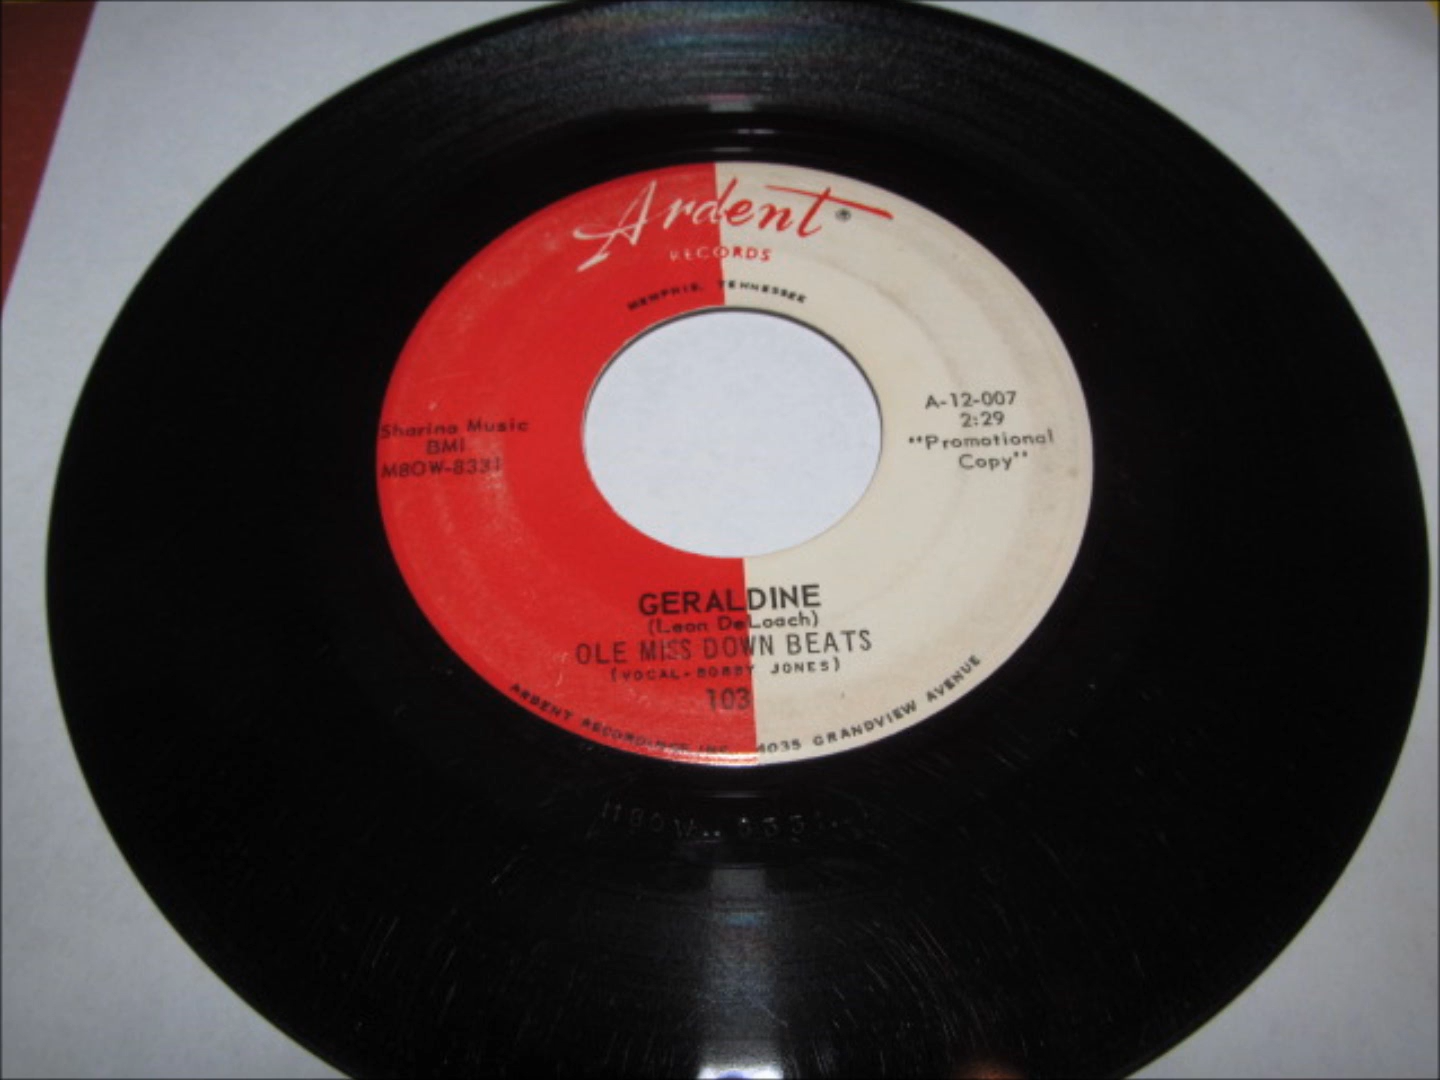 Ardent®
RECORDS
MEMPHIS, TENNESSEE
Sharina Music
BMI
M8OW-8331
A-12-007
2:29
"Promotional
Copy"
GERALDINE
(Leon DeLoach)
OLE MISS DOWN BEATS
(VOCAL-BOBBY JONES)
103
ARDENT RECORDINGS INC. 4035 GRANDVIEW AVENUE